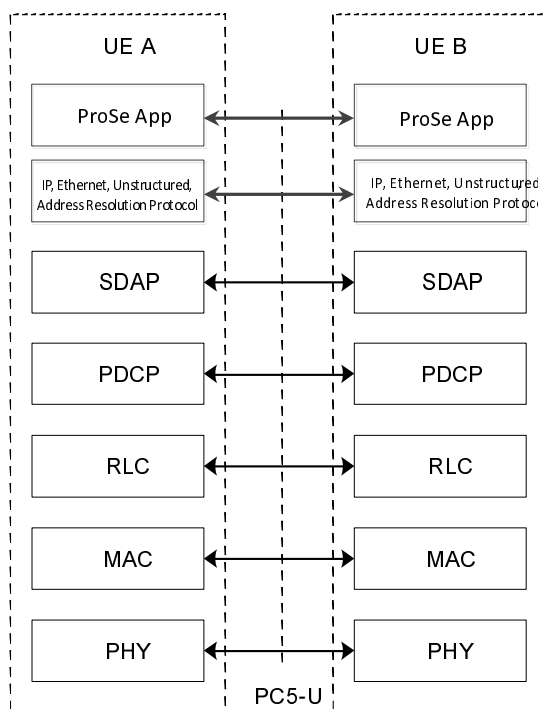 UE A
UE B
ProSe App
ProSe App
IP, Ethernet, Unstructured,
Address Resolution Protocol
IP, Ethernet, Unstructured,
Address Resolution Protoco
SDAP
SDAP
PDCP
PDCP
RLC
RLC
MAC
MAC
PHY
PHY
PC5-U